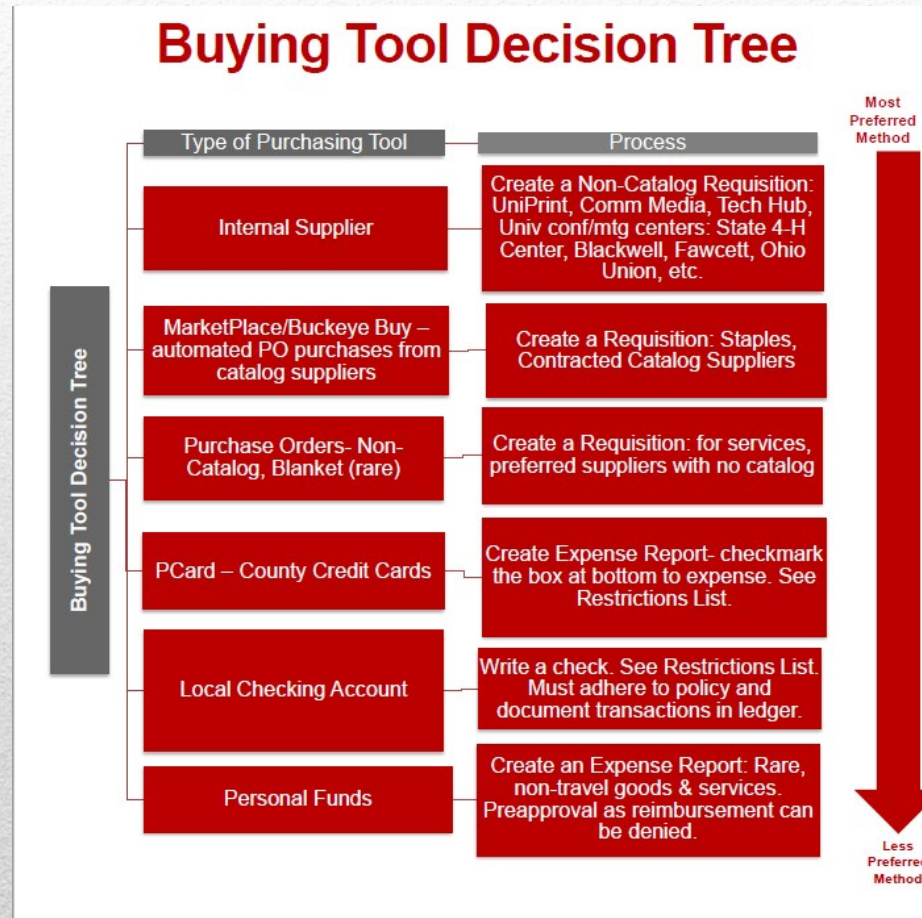 Buying Tool Decision Tree
Most
Preferred
Method
Type of Purchasing Tool
Process
Buying Tool Decision Tree
Internal Supplier
Create a Non-Catalog Requisition:
UniPrint, Comm Media, Tech Hub,
Univ conf/mtg centers: State 4-H
Center, Blackwell, Fawcett, Ohio
Union, etc.
MarketPlace/Buckeye Buy –
automated PO purchases from
catalog suppliers
Create a Requisition: Staples,
Contracted Catalog Suppliers
Purchase Orders- Non-
Catalog, Blanket (rare)
Create a Requisition: for services,
preferred suppliers with no catalog
PCard – County Credit Cards
Create Expense Report- checkmark
the box at bottom to expense. See
Restrictions List.
Local Checking Account
Write a check. See Restrictions List.
Must adhere to policy and
document transactions in ledger.
Personal Funds
Create an Expense Report: Rare,
non-travel goods & services.
Preapproval as reimbursement can
be denied.
Less
Preferred
Method